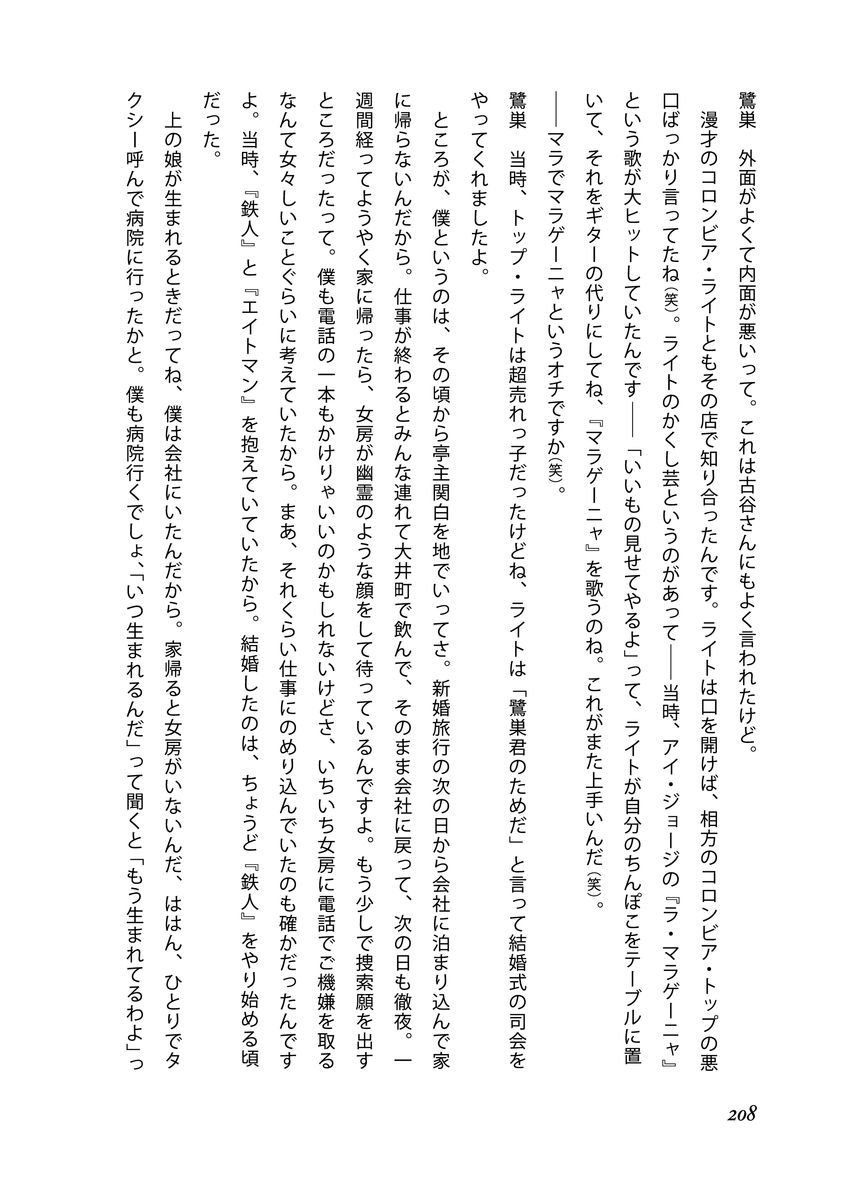 鷺巣　外面がよくて内面が悪いって。これは古谷さんにもよく言われたけど。
　漫才のコロンビア・ライトともその店で知り合ったんです。ライトは口を開けば、相方のコロンビア・トップの悪
口ばっかり言ってたね（笑）。ライトのかくし芸というのがあって――当時、アイ・ジョージの『ラ・マラゲーニャ』
という歌が大ヒットしていたんです――「いいもの見せてやるよ」って、ライトが自分のちんぽこをテーブルに置
いて、それをギターの代りにしてね、『マラゲーニャ』を歌うのね。これがまた上手いんだ（笑）。
――マラでマラゲーニャというオチですか（笑）。
鷺巣　当時、トップ・ライトは超売れっ子だったけどね、ライトは「鷺巣君のためだ」と言って結婚式の司会を
やってくれましたよ。
　ところが、僕というのは、その頃から亭主関白を地でいってさ。新婚旅行の次の日から会社に泊まり込んで家
に帰らないんだから。仕事が終わるとみんな連れて大井町で飲んで、そのまま会社に戻って、次の日も徹夜。一
週間経ってようやく家に帰ったら、女房が幽霊のような顔をして待っているんですよ。もう少しで捜索願を出す
ところだったって。僕も電話の一本もかけりゃいいのかもしれないけどさ、いちいち女房に電話でご機嫌を取る
なんて女々しいことぐらいに考えていたから。まあ、それくらい仕事にのめり込んでいたのも確かだったんです
よ。当時、『鉄人』と『エイトマン』を抱えていていたから。結婚したのは、ちょうど『鉄人』をやり始める頃
だった。
　上の娘が生まれるときだってね、僕は会社にいたんだから。家帰ると女房がいないんだ、ははん、ひとりでタ
クシー呼んで病院に行ったかと。僕も病院行くでしょ、「いつ生まれるんだ」って聞くと「もう生まれてるわよ」っ
208